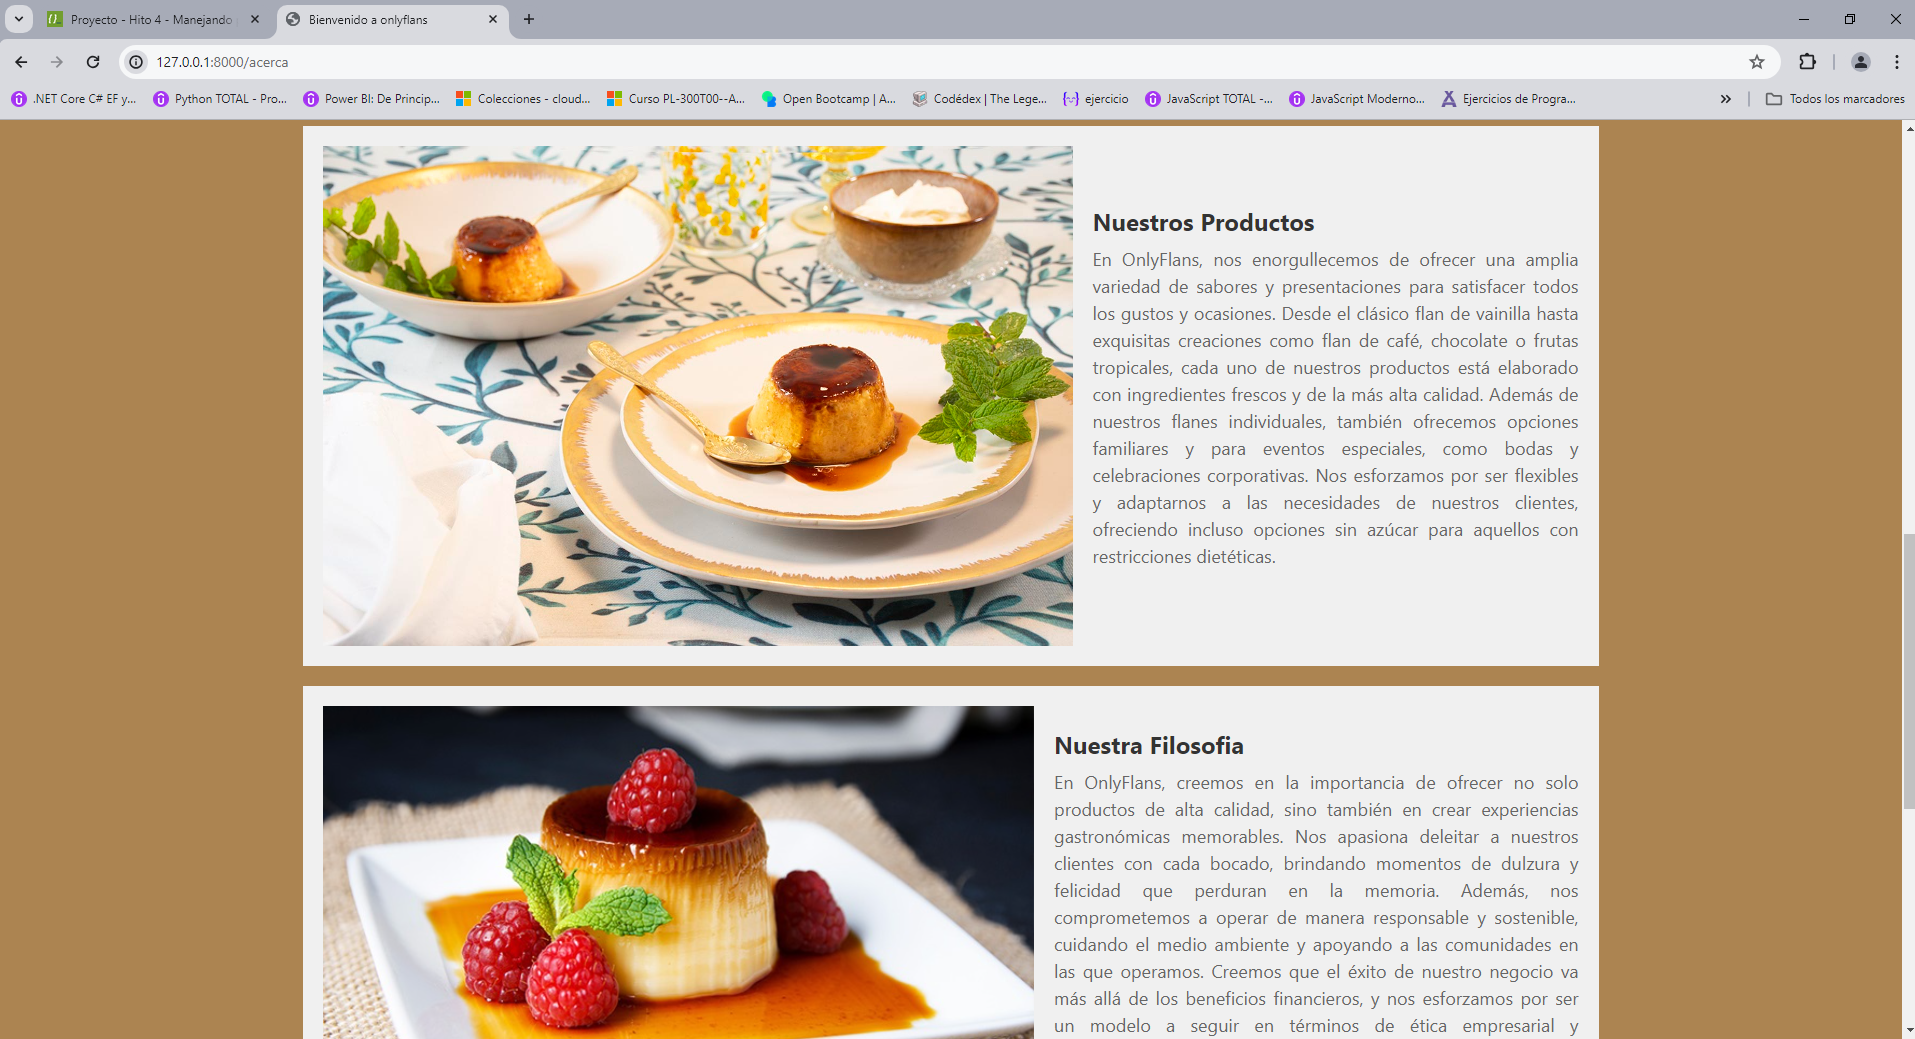 Proyecto - Hito 4 - Manejando
Bienvenido a onlyflans
127.0.0.1:8000/acerca
.NET Core C# EF y...
Python TOTAL - Pro...
Power BI: De Princip...
Colecciones - cloud...
Curso PL-300T00--A...
Open Bootcamp | A...
Codédex | The Lege...
ejercicio
JavaScript TOTAL -...
JavaScript Moderno...
Ejercicios de Progra...
Todos los marcadores
Nuestros Productos
En OnlyFlans, nos enorgullecemos de ofrecer una amplia
variedad de sabores y presentaciones para satisfacer todos
los gustos y ocasiones. Desde el clásico flan de vainilla hasta
exquisitas creaciones como flan de café, chocolate o frutas
tropicales, cada uno de nuestros productos está elaborado
con ingredientes frescos y de la más alta calidad. Además de
nuestros flanes individuales, también ofrecemos opciones
familiares y para eventos especiales, como bodas y
celebraciones corporativas. Nos esforzamos por ser flexibles
y adaptarnos a las necesidades de nuestros clientes,
ofreciendo incluso opciones sin azúcar para aquellos con
restricciones dietéticas.
Nuestra Filosofia
En OnlyFlans, creemos en la importancia de ofrecer no solo
productos de alta calidad, sino también en crear experiencias
gastronómicas memorables. Nos apasiona deleitar a nuestros
clientes con cada bocado, brindando momentos de dulzura y
felicidad que perduran en la memoria. Además, nos
comprometemos a operar de manera responsable y sostenible,
cuidando el medio ambiente y apoyando a las comunidades en
las que operamos. Creemos que el éxito de nuestro negocio va
más allá de los beneficios financieros, y nos esforzamos por ser
un modelo a seguir en términos de ética empresarial y